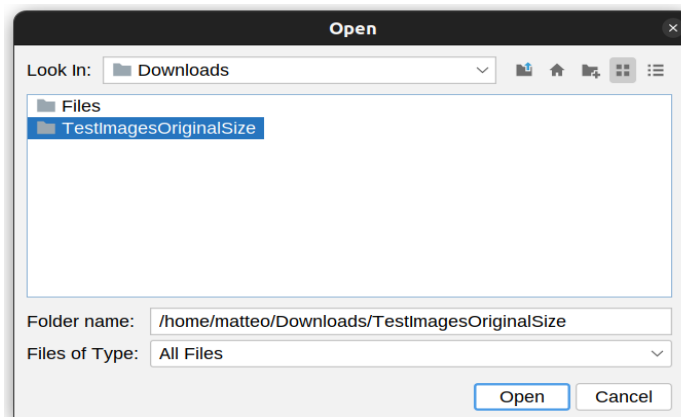 Open
Look In: Downloads
Files
TestImagesOriginalSize
Folder name: /home/matteo/Downloads/TestImagesOriginalSize
Files of Type: All Files
Open Cancel